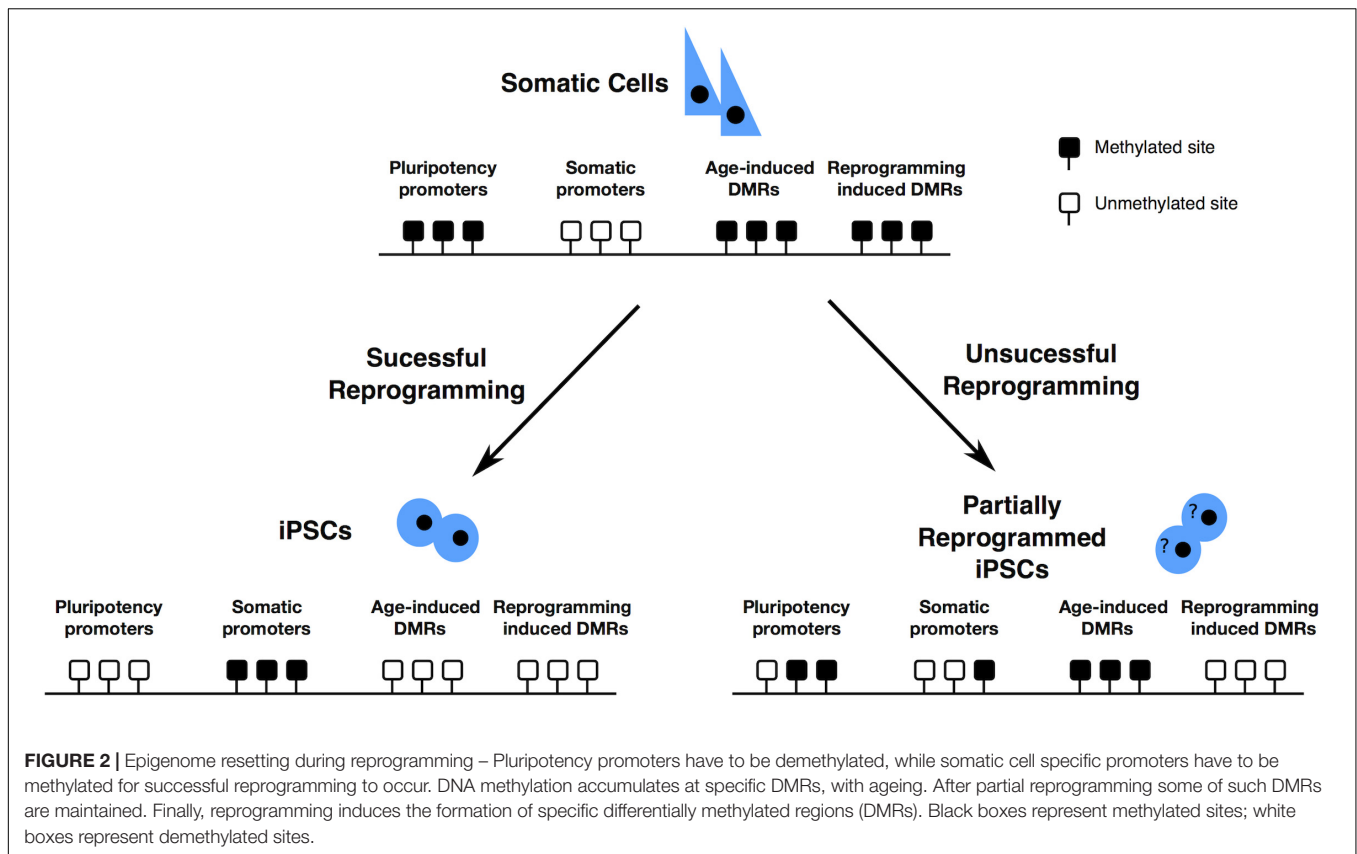 Somatic Cells
Pluripotency promoters
Somatic promoters
Age-induced DMRs
Reprogramming induced DMRs
Methylated site
Unmethylated site
Sucessful
Reprogramming
Unsucessful
Reprogramming
iPSCs
Pluripotency promoters
Somatic promoters
Age-induced DMRs
Reprogramming induced DMRs
Partially
Reprogrammed
iPSCs
?
?
Pluripotency promoters
Somatic promoters
Age-induced DMRs
Reprogramming induced DMRs
FIGURE 2 | Epigenome resetting during reprogramming – Pluripotency promoters have to be demethylated, while somatic cell specific promoters have to be
methylated for successful reprogramming to occur. DNA methylation accumulates at specific DMRs, with ageing. After partial reprogramming some of such DMRs
are maintained. Finally, reprogramming induces the formation of specific differentially methylated regions (DMRs). Black boxes represent methylated sites; white
boxes represent demethylated sites.